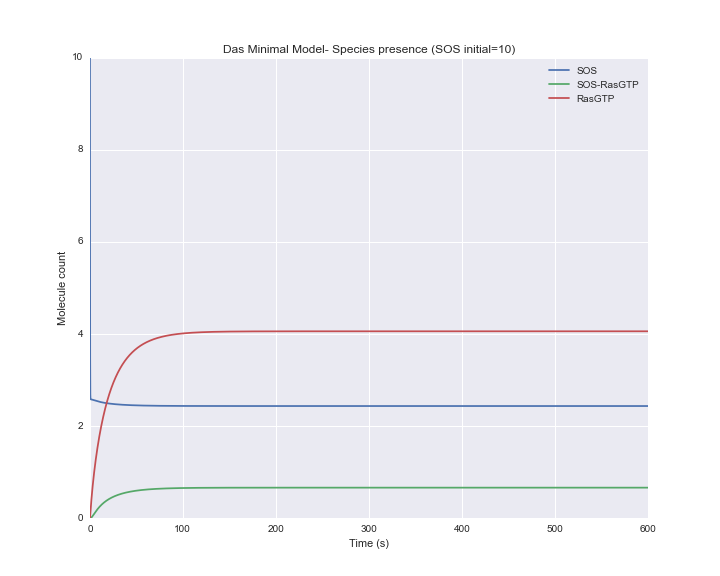 Das Minimal Model- Species presence (SOS initial=10)
10
8
6
4
2
0
Molecule count
SOS
SOS-RasGTP
RasGTP
0 100 200 300 400 500 600
Time (s)